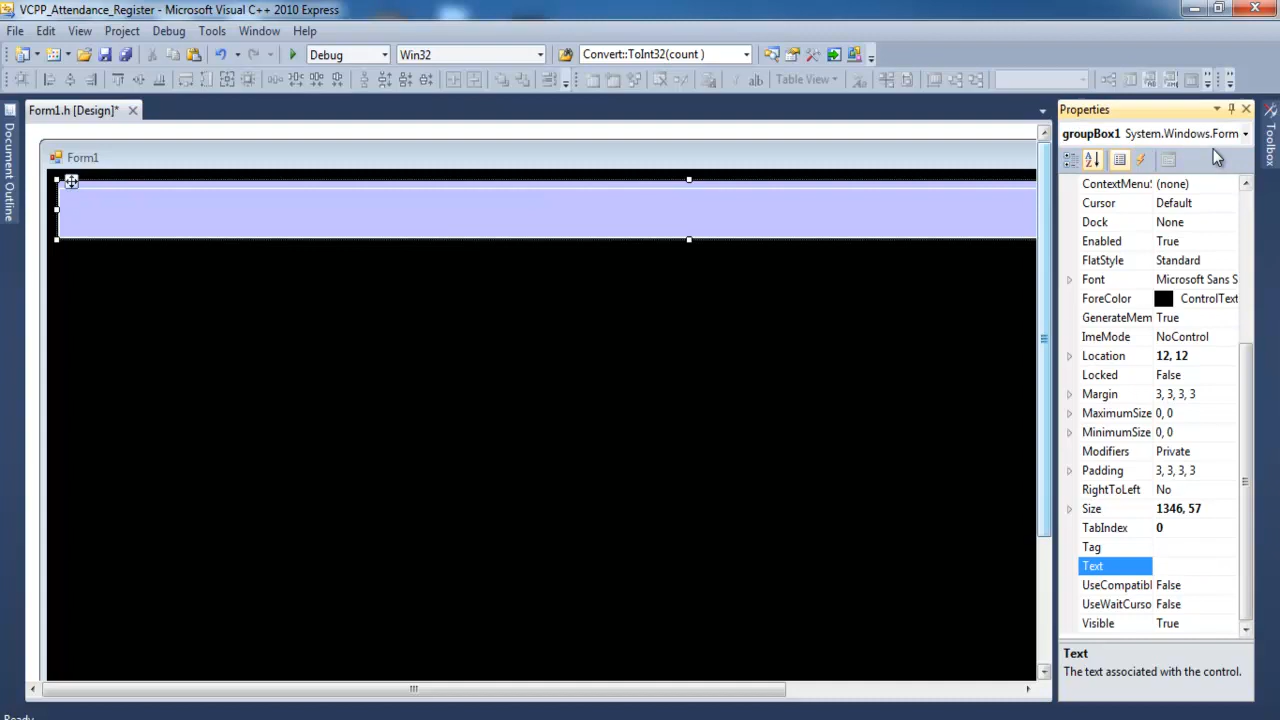 VCPP_Attendance_Register - Microsoft Visual C++ 2010 Express
File Edit View Project Debug Tools Window Help
Debug Win32 Convert::ToInt32(count )
ab Table View
Form1.h [Design]*
Properties
Document Outline
Toolbox
groupBox1 System.Windows.Form
Form1
ContextMenu' (none)
Cursor Default
Dock None
Enabled True
FlatStyle Standard
Font Microsoft Sans S
ForeColor ControlText
GenerateMem True
ImeMode NoControl
Location 12, 12
Locked False
Margin 3, 3, 3, 3
MaximumSize 0, 0
MinimumSize 0, 0
Modifiers Private
Padding 3, 3, 3, 3
RightToLeft No
Size 1346, 57
TabIndex 0
Tag
Text
UseCompatibl False
UseWaitCurso False
Visible True
Text
The text associated with the control.
Ready